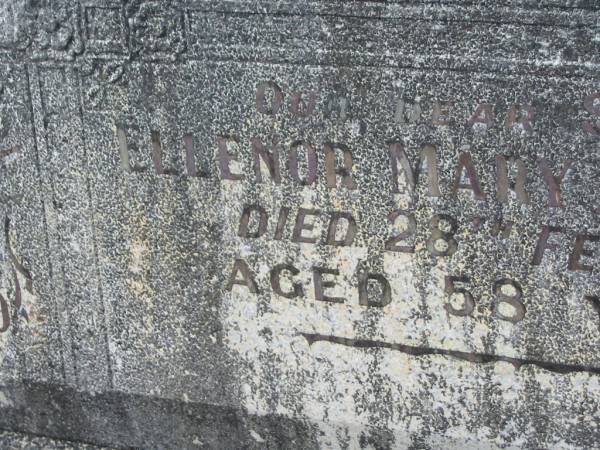 OUR DEAR S
ELLENOR MARY
DIED 28TH FE
AGED 58 Y